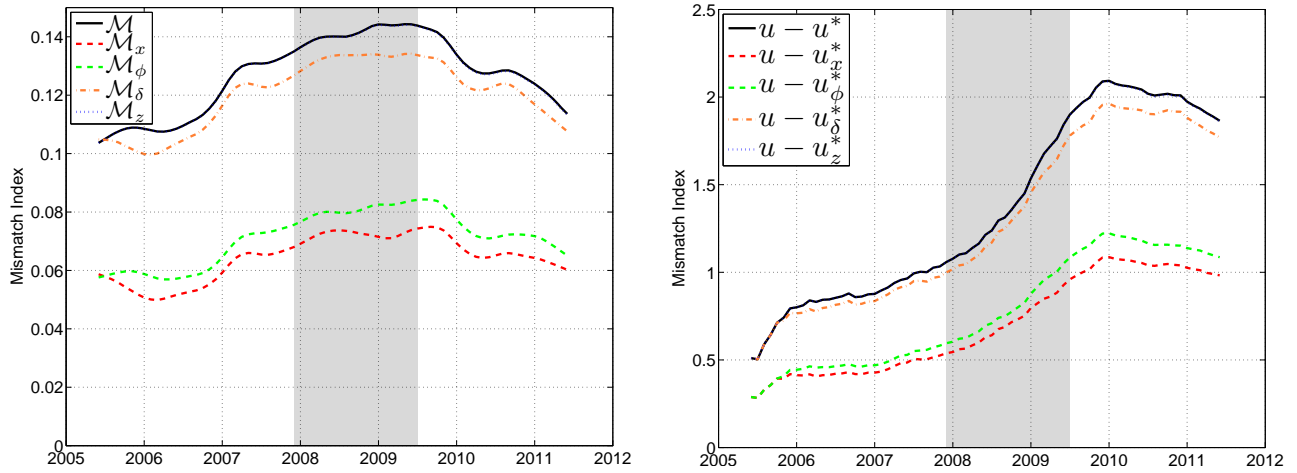 0.14
0.12
0.1
0.08
0.06
0.04
0.02
0
2005 2006 2007 2008 2009 2010 2011 2012
Mismatch Index
ℳ
ℳₓ
ℳ_ϕ
ℳ_δ
ℳ_z
2.5
2
1.5
1
0.5
0
2005 2006 2007 2008 2009 2010 2011 2012
Mismatch Index
u − u*
u − u*ₓ
u − u*_ϕ
u − u*_δ
u − u*_z